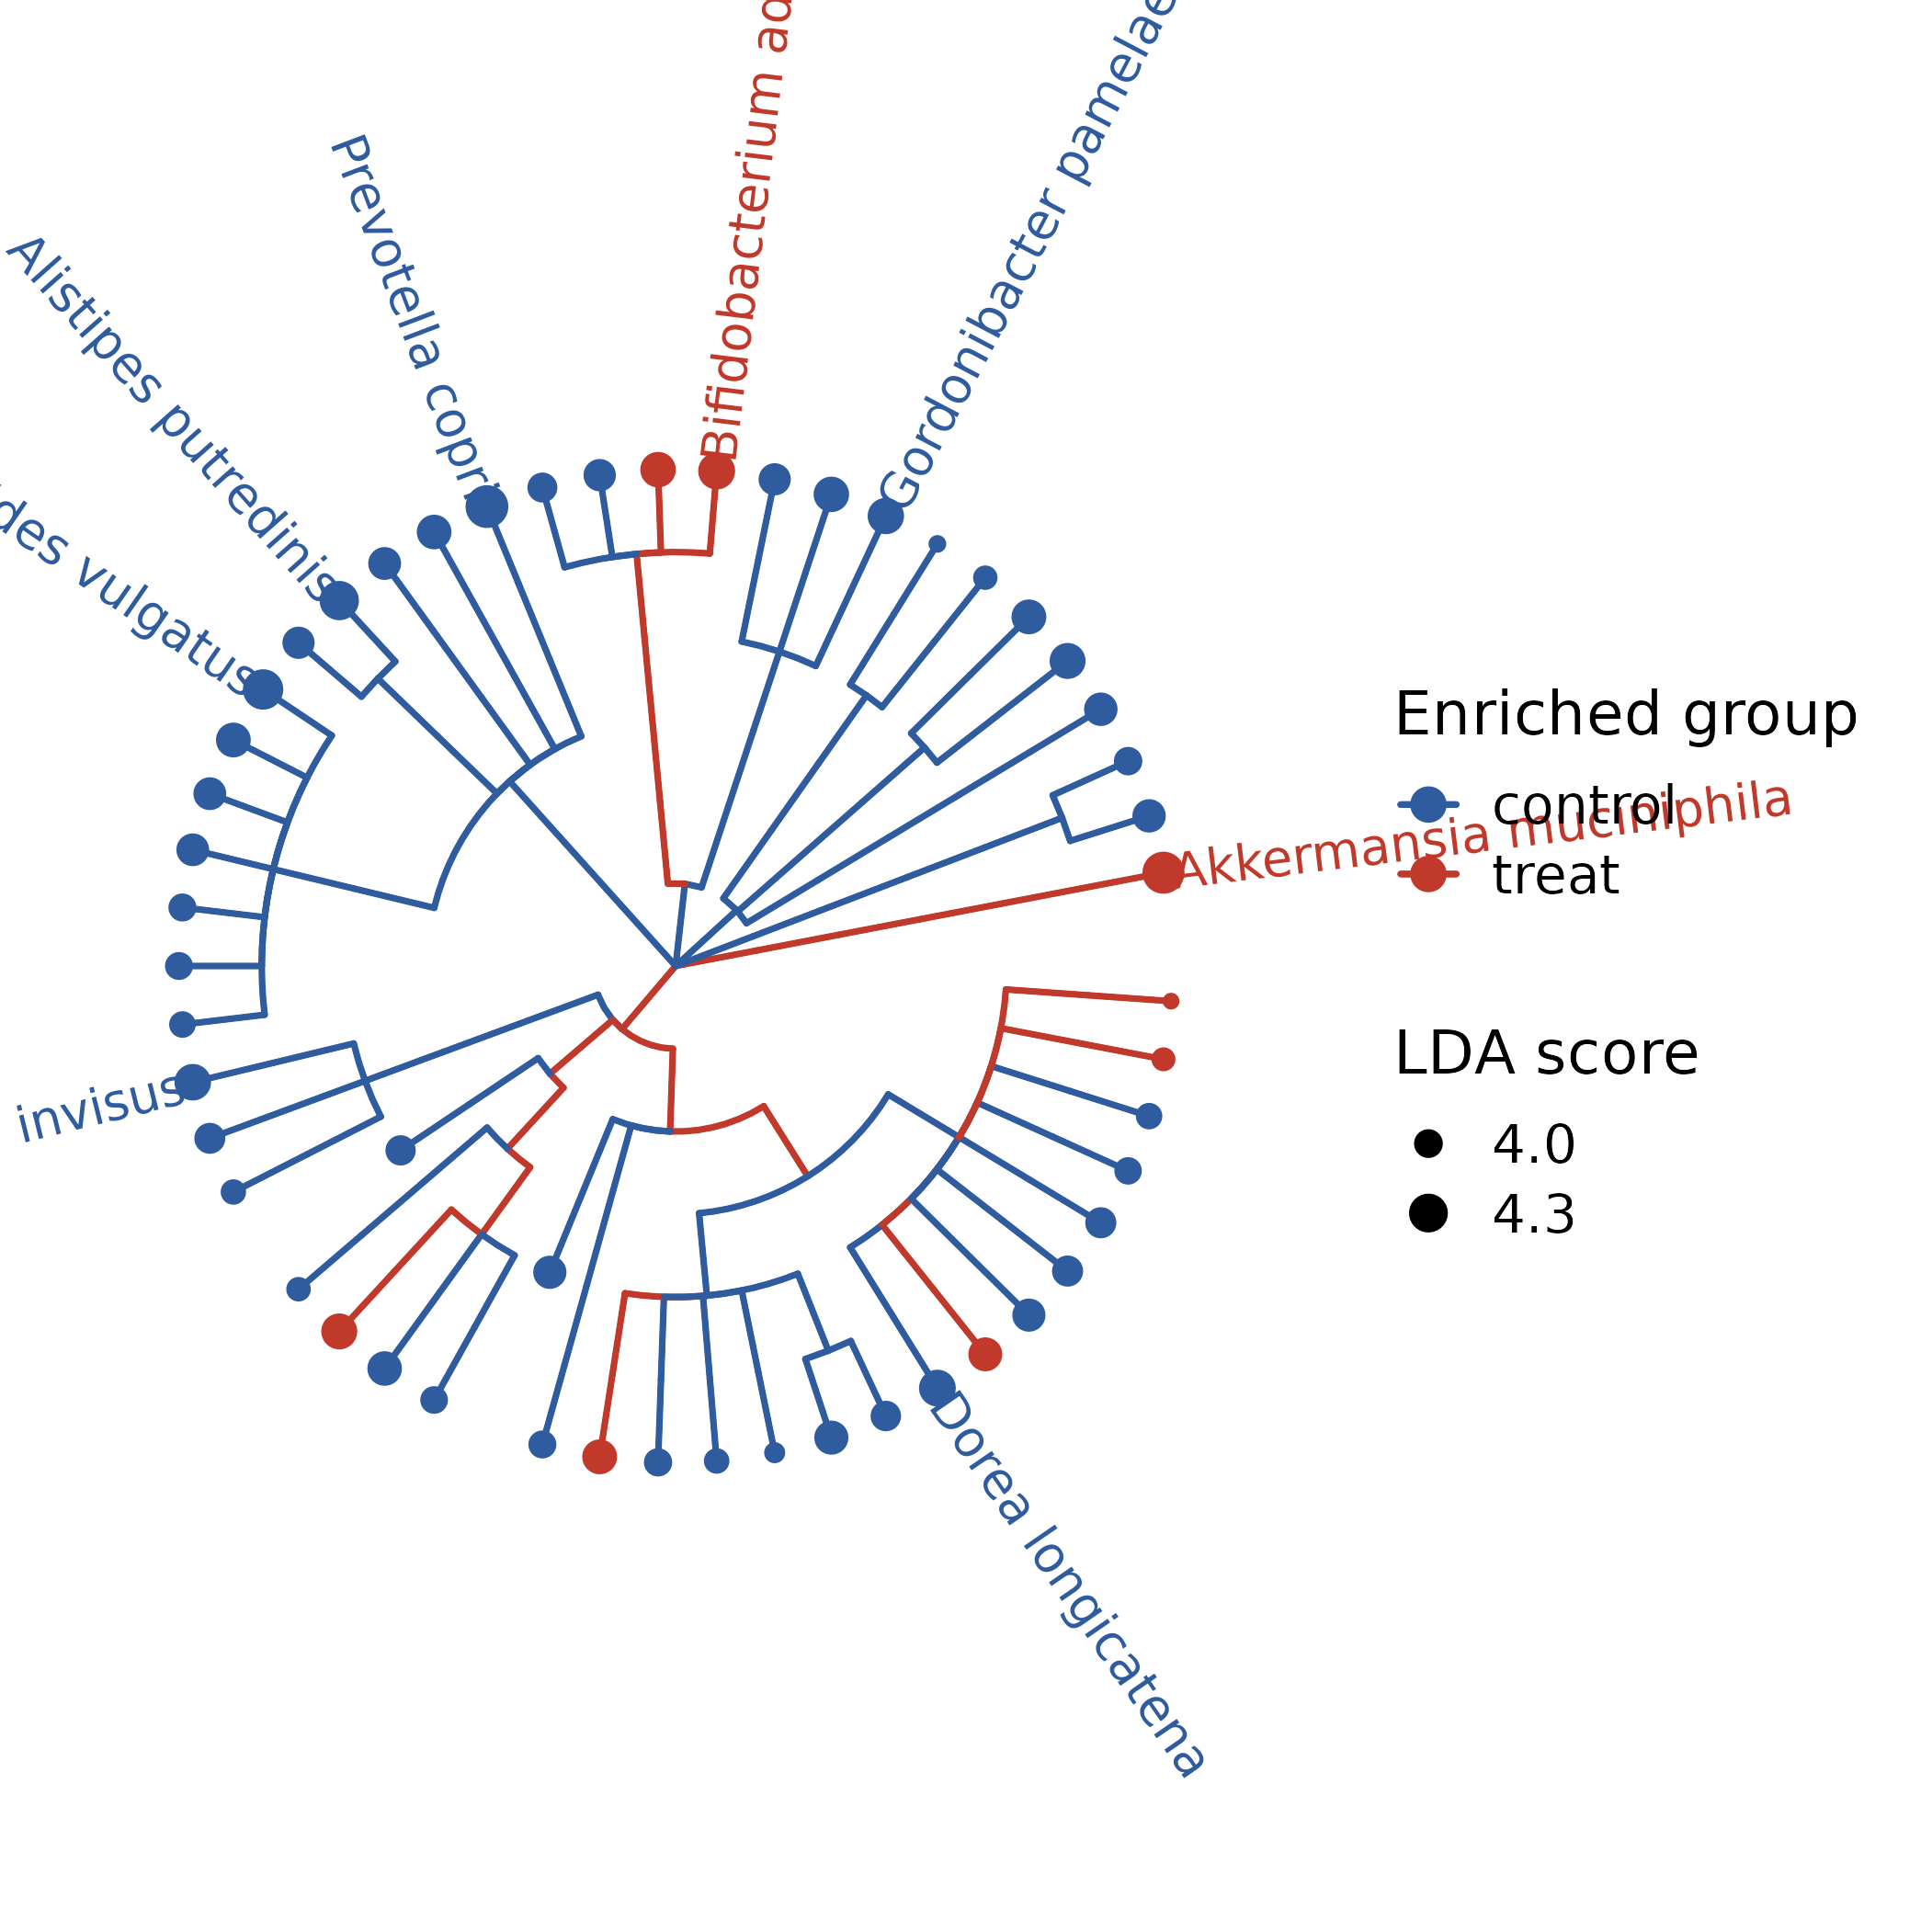 Bifidobacterium
Gordonibacter pamelae
Prevotella copri
Alistipes putredinis
des vulgatus
invisus
Akkermansia muciniphila
Dorea longicatena
Enriched group
control
treat
LDA score
4.0
4.3